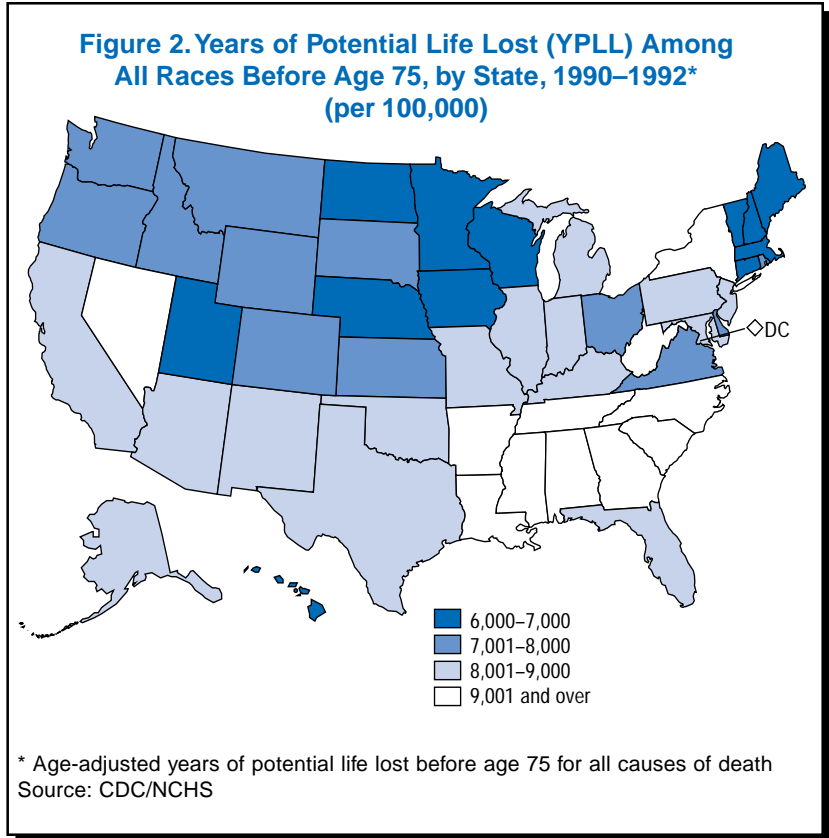 Figure 2. Years of Potential Life Lost (YPLL) Among
All Races Before Age 75, by State, 1990–1992*
(per 100,000)
DC
6,000–7,000
7,001–8,000
8,001–9,000
9,001 and over
* Age-adjusted years of potential life lost before age 75 for all causes of death
Source: CDC/NCHS